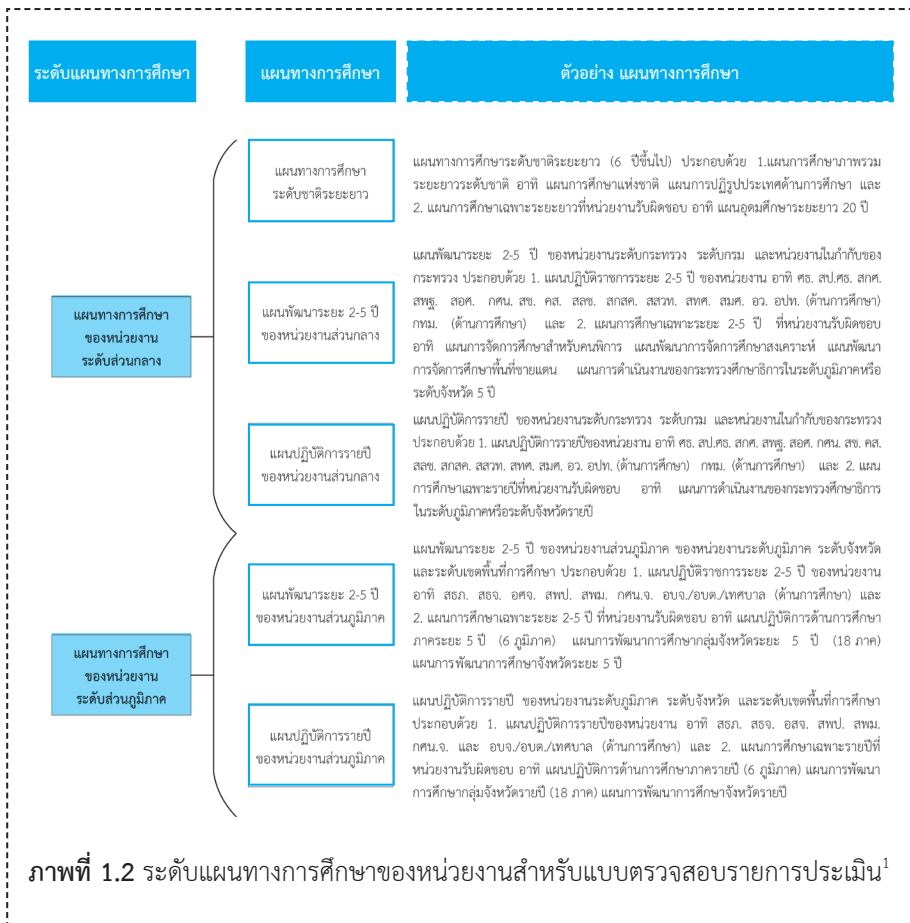 ระดับแผนทางการศึกษา
แผนทางการศึกษา
ตัวอย่าง แผนทางการศึกษา
แผนทางการศึกษา
ของหน่วยงาน
ระดับส่วนกลาง
แผนทางการศึกษา
ระดับชาติระยะยาว
แผนทางการศึกษาระดับชาติระยะยาว (6 ปีขึ้นไป) ประกอบด้วย 1.แผนการศึกษาภาพรวม
ระยะยาวระดับชาติ อาทิ แผนการศึกษาแห่งชาติ แผนการปฏิรูปประเทศด้านการศึกษา และ
2. แผนการศึกษาเฉพาะระยะยาวที่หน่วยงานรับผิดชอบ อาทิ แผนอุดมศึกษาระยะยาว 20 ปี
แผนพัฒนาระยะ 2-5 ปี
ของหน่วยงานส่วนกลาง
แผนพัฒนาระยะ 2-5 ปี ของหน่วยงานระดับกระทรวง ระดับกรม และหน่วยงานในกำกับของ
กระทรวง ประกอบด้วย 1. แผนปฏิบัติราชการระยะ 2-5 ปี ของหน่วยงาน อาทิ ศธ. สป.ศธ. สกศ.
สพฐ. สอศ. กศน. สช. คส. สลช. สกสค. สสวท. สทศ. สมศ. อว. อปท. (ด้านการศึกษา)
กทม. (ด้านการศึกษา) และ 2. แผนการศึกษาเฉพาะระยะ 2-5 ปี ที่หน่วยงานรับผิดชอบ
อาทิ แผนการจัดการศึกษาสำหรับคนพิการ แผนพัฒนาการจัดการศึกษาสงเคราะห์ แผนพัฒนา
การจัดการศึกษาพื้นที่ชายแดน แผนการดำเนินงานของกระทรวงศึกษาธิการในระดับภูมิภาคหรือ
ระดับจังหวัด 5 ปี
แผนปฏิบัติการรายปี
ของหน่วยงานส่วนกลาง
แผนปฏิบัติการรายปี ของหน่วยงานระดับกระทรวง ระดับกรม และหน่วยงานในกำกับของกระทรวง
ประกอบด้วย 1. แผนปฏิบัติการรายปีของหน่วยงาน อาทิ ศธ. สป.ศธ. สกศ. สพฐ. สอศ. กศน. สช. คส.
สลช. สกสค. สสวท. สทศ. สมศ. อว. อปท. (ด้านการศึกษา) กทม. (ด้านการศึกษา) และ 2. แผน
การศึกษาเฉพาะรายปีที่หน่วยงานรับผิดชอบ อาทิ แผนการดำเนินงานของกระทรวงศึกษาธิการ
ในระดับภูมิภาคหรือระดับจังหวัดรายปี
แผนทางการศึกษา
ของหน่วยงาน
ระดับส่วนภูมิภาค
แผนพัฒนาระยะ 2-5 ปี
ของหน่วยงานส่วนภูมิภาค
แผนพัฒนาระยะ 2-5 ปี ของหน่วยงานส่วนภูมิภาค ของหน่วยงานระดับภูมิภาค ระดับจังหวัด
และระดับเขตพื้นที่การศึกษา ประกอบด้วย 1. แผนปฏิบัติราชการระยะ 2-5 ปี ของหน่วยงาน
อาทิ สธภ. สธจ. อศจ. สพป. สพม. กศน.จ. อบจ./อบต./เทศบาล (ด้านการศึกษา) และ
2. แผนการศึกษาเฉพาะระยะ 2-5 ปี ที่หน่วยงานรับผิดชอบ อาทิ แผนปฏิบัติการด้านการศึกษา
ภาคระยะ 5 ปี (6 ภูมิภาค) แผนการพัฒนาการศึกษากลุ่มจังหวัดระยะ 5 ปี (18 ภาค)
แผนการพัฒนาการศึกษาจังหวัดระยะ 5 ปี
แผนปฏิบัติการรายปี
ของหน่วยงานส่วนภูมิภาค
แผนปฏิบัติการรายปี ของหน่วยงานระดับภูมิภาค ระดับจังหวัด และระดับเขตพื้นที่การศึกษา
ประกอบด้วย 1. แผนปฏิบัติการรายปีของหน่วยงาน อาทิ สธภ. สธจ. อสจ. สพป. สพม.
กศน.จ. และ อบจ./อบต./เทศบาล (ด้านการศึกษา) และ 2. แผนการศึกษาเฉพาะรายปีที่
หน่วยงานรับผิดชอบ อาทิ แผนปฏิบัติการด้านการศึกษาภาครายปี (6 ภูมิภาค) แผนการพัฒนา
การศึกษากลุ่มจังหวัดรายปี (18 ภาค) แผนการพัฒนาการศึกษาจังหวัดรายปี
ภาพที่ 1.2 ระดับแผนทางการศึกษาของหน่วยงานสำหรับแบบตรวจสอบรายการประเมิน¹